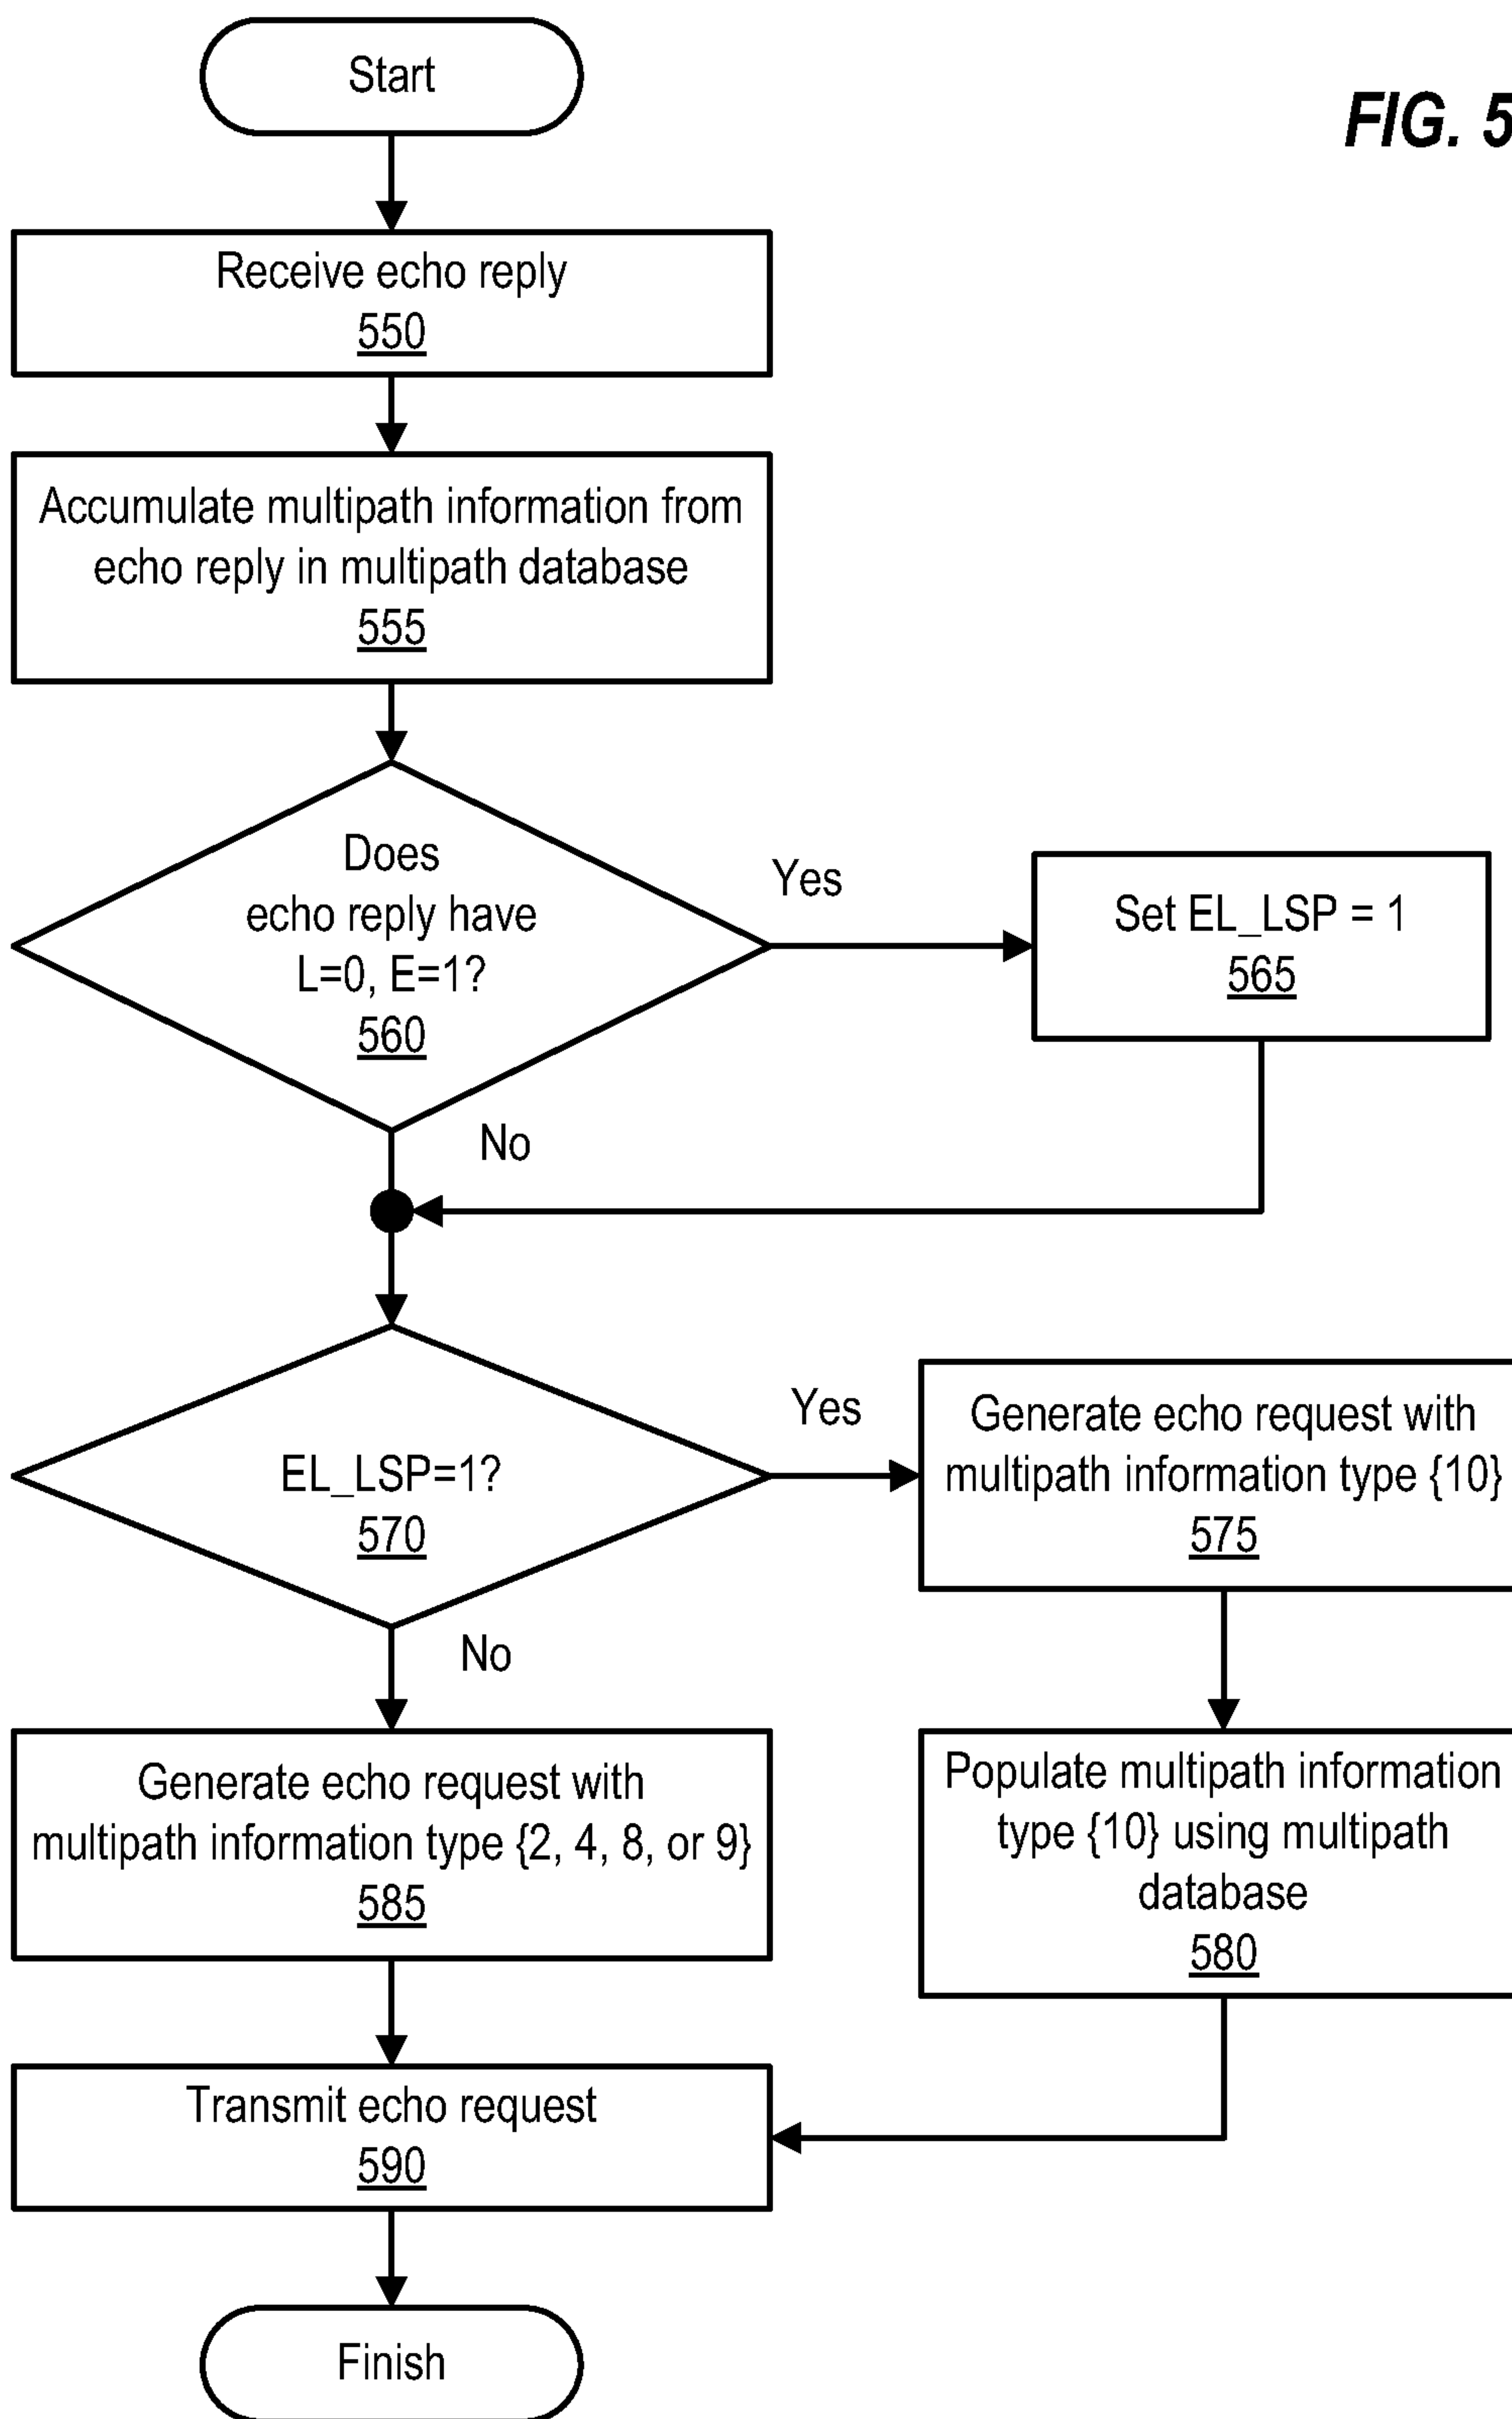 Start
FIG. 5
Receive echo reply
550
Accumulate multipath information from
echo reply in multipath database
555
Does
echo reply have
L=0, E=1?
560
Yes
Set EL_LSP = 1
565
No
EL_LSP=1?
570
Yes
Generate echo request with
multipath information type {10}
575
No
Generate echo request with
multipath information type {2, 4, 8, or 9}
585
Populate multipath information
type {10} using multipath
database
580
Transmit echo request
590
Finish